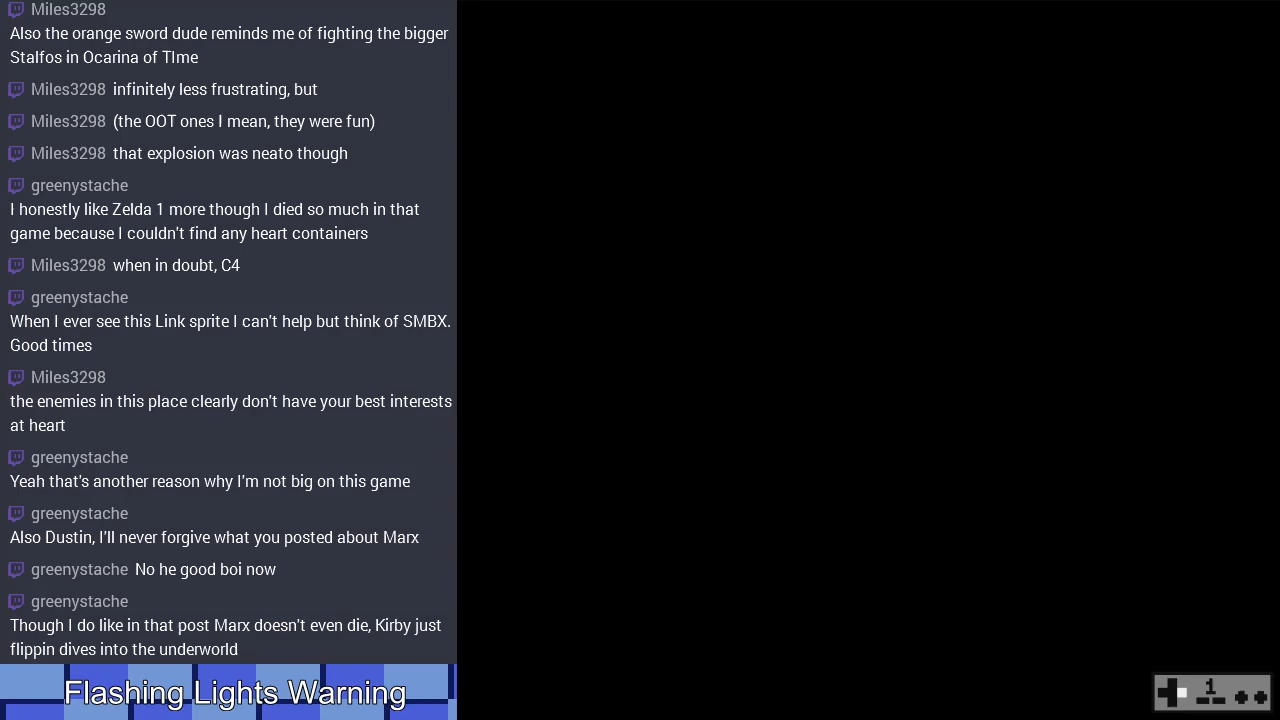 Miles3298
Also the orange sword dude reminds me of fighting the bigger
Stalfos in Ocarina of TIme
Miles3298 infinitely less frustrating, but
Miles3298 (the OOT ones I mean, they were fun)
Miles3298 that explosion was neato though
greenystache
I honestly like Zelda 1 more though I died so much in that
game because I couldn't find any heart containers
Miles3298 when in doubt, C4
greenystache
When I ever see this Link sprite I can't help but think of SMBX.
Good times
Miles3298
the enemies in this place clearly don't have your best interests
at heart
greenystache
Yeah that's another reason why I'm not big on this game
greenystache
Also Dustin, I'll never forgive what you posted about Marx
greenystache No he good boi now
greenystache
Though I do like in that post Marx doesn't even die, Kirby just
flippin dives into the underworld
Flashing Lights Warning
1